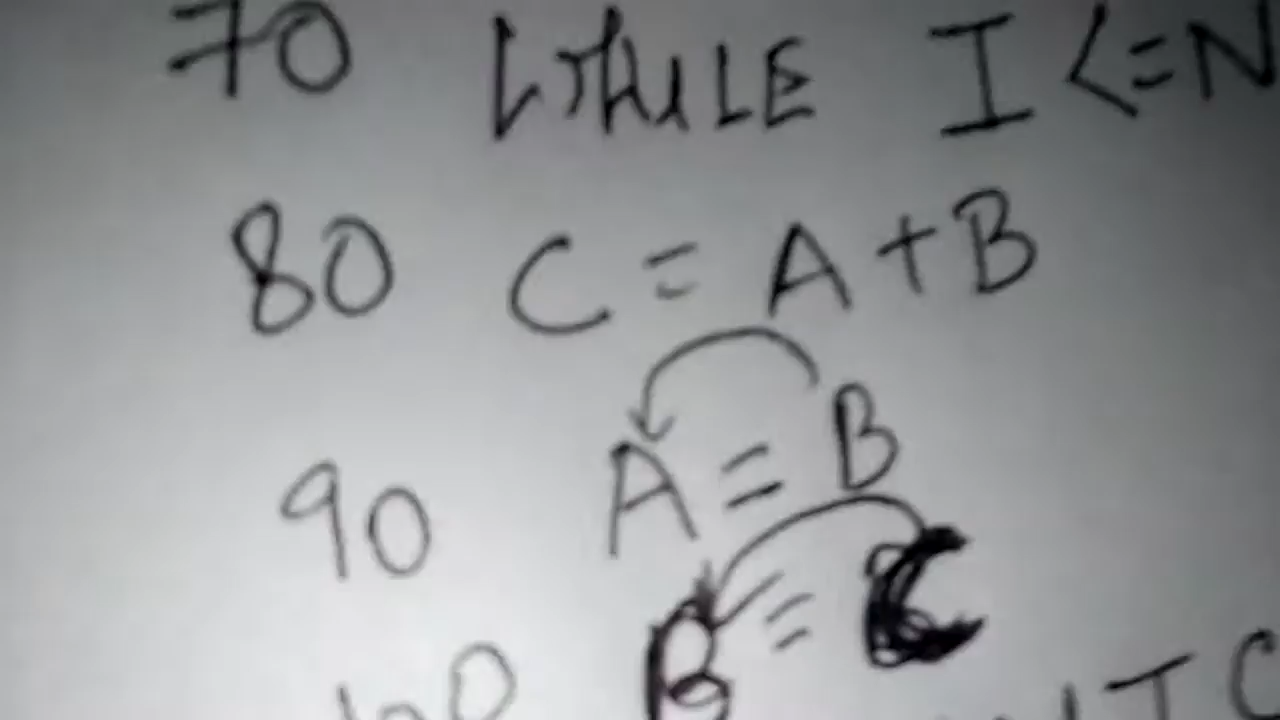 70 WHILE I <= N
80 C = A + B
90 A = B
B = C